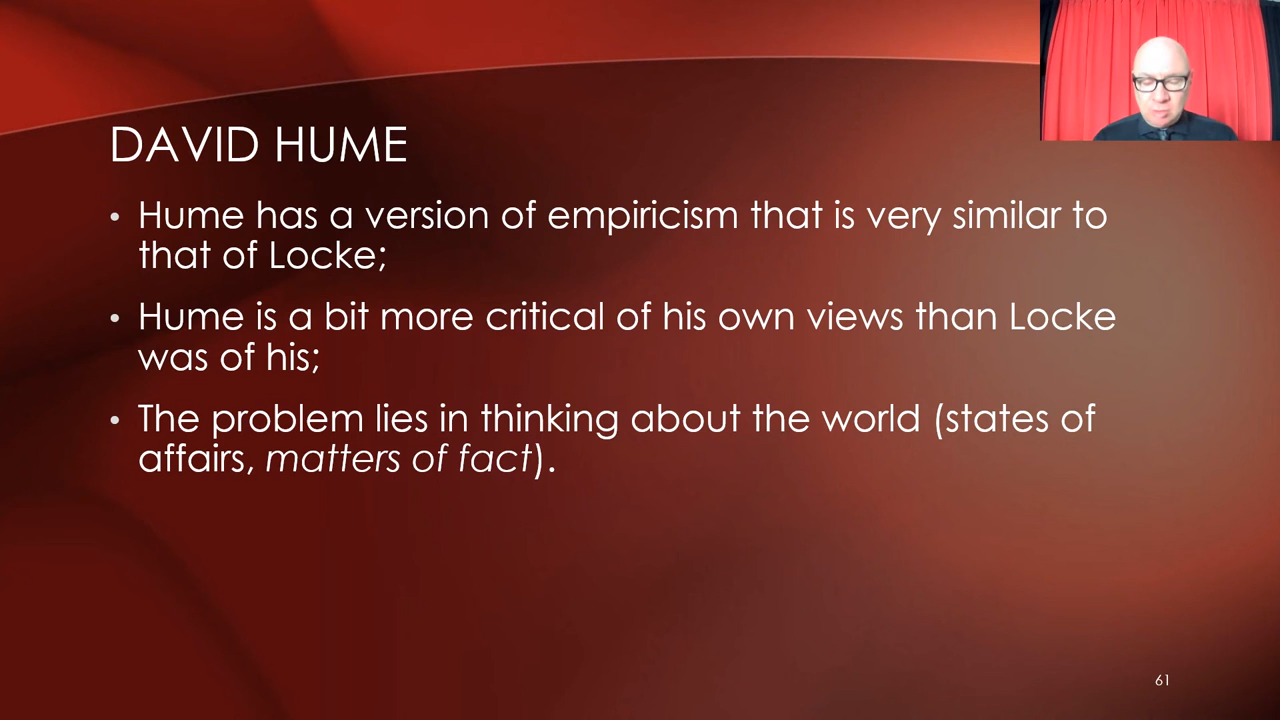 DAVID HUME
• Hume has a version of empiricism that is very similar to
that of Locke;
• Hume is a bit more critical of his own views than Locke
was of his;
• The problem lies in thinking about the world (states of
affairs, matters of fact).
61